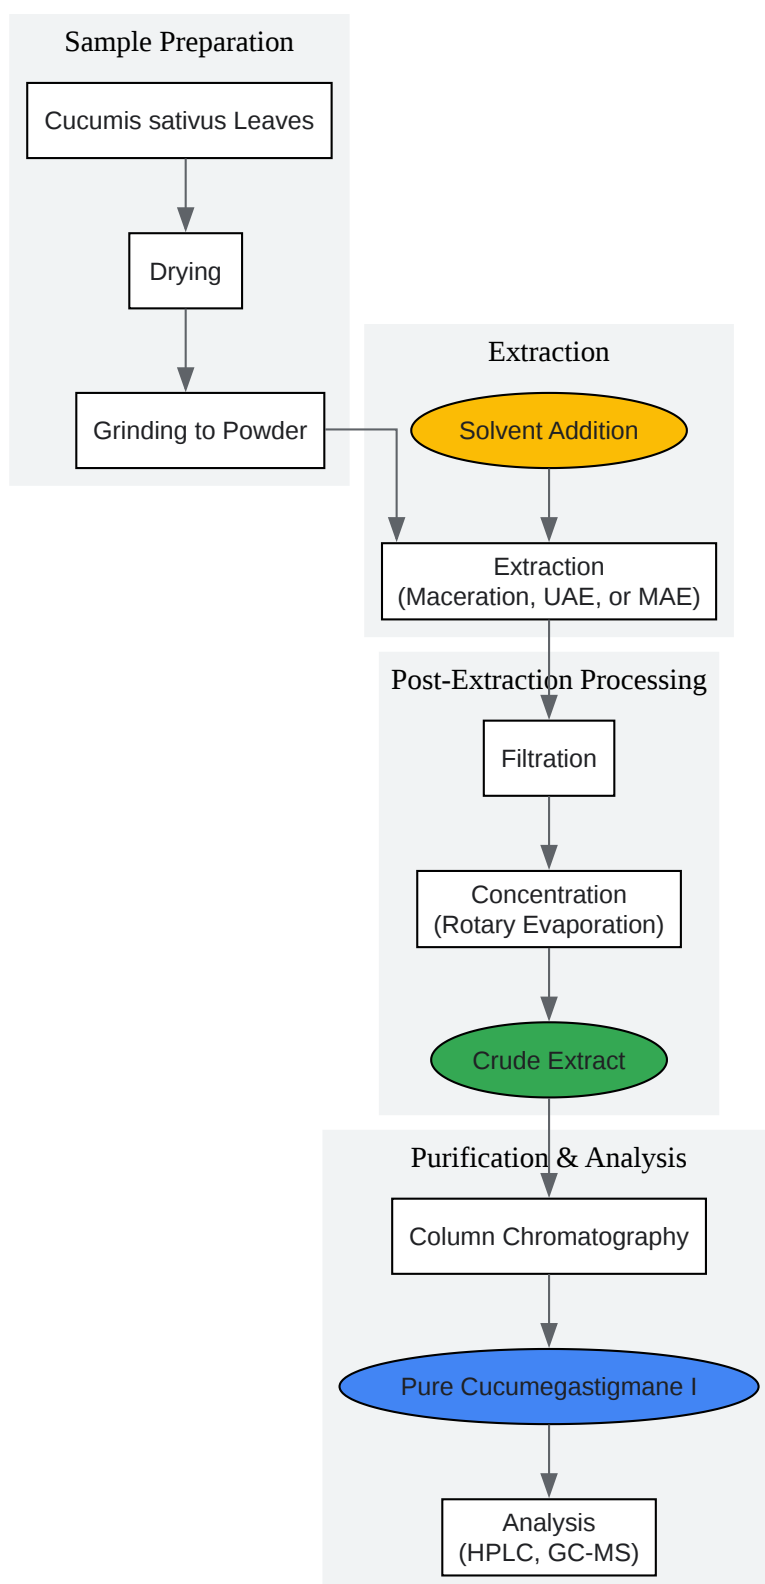 Sample Preparation
Cucumis sativus Leaves
Drying
Grinding to Powder
Extraction
Solvent Addition
Extraction
(Maceration, UAE, or MAE)
Post-Extraction Processing
Filtration
Concentration
(Rotary Evaporation)
Crude Extract
Purification & Analysis
Column Chromatography
Pure Cucumegastigmane I
Analysis
(HPLC, GC-MS)